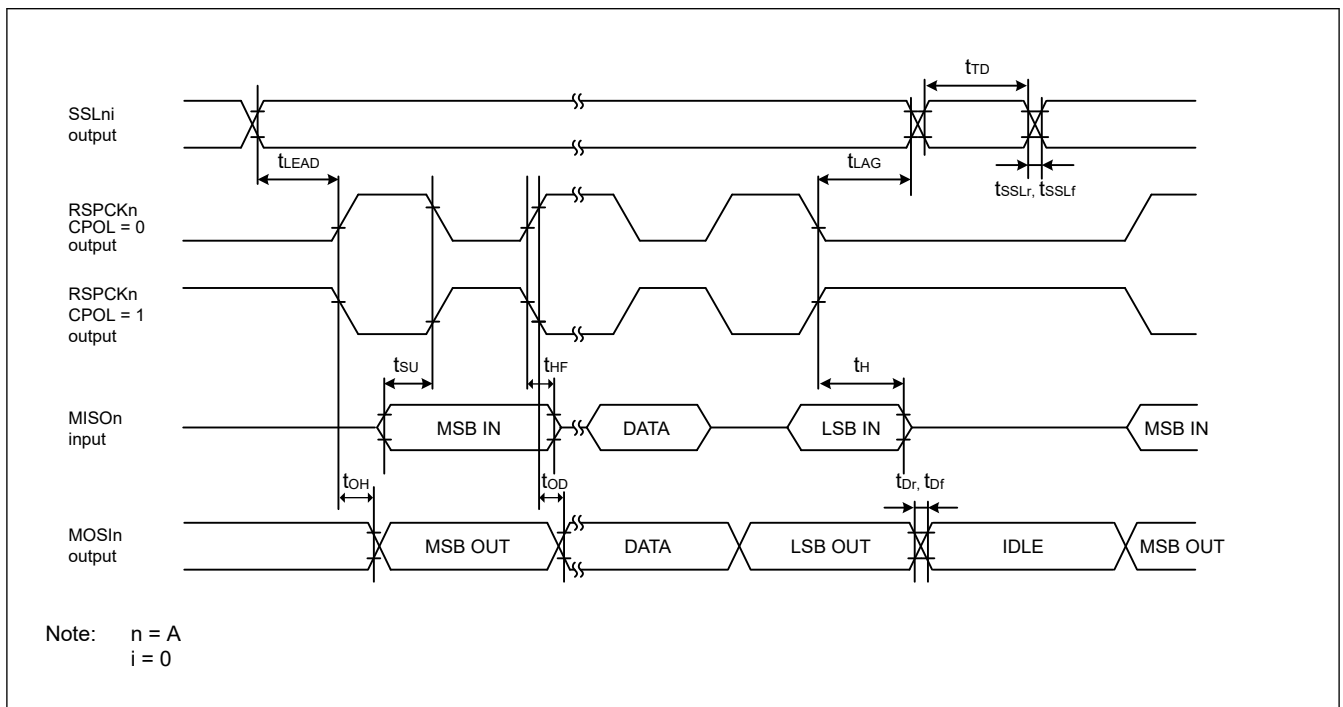 tTD
SSLni
output
tLEAD
tLAG
tSSLr, tSSLf
RSPCKn
CPOL = 0
output
RSPCKn
CPOL = 1
output
tSU
tHF
tH
MISOn
input
MSB IN
DATA
LSB IN
MSB IN
tOH
tOD
tDr, tDf
MOSIn
output
MSB OUT
DATA
LSB OUT
IDLE
MSB OUT
Note: n = A
i = 0